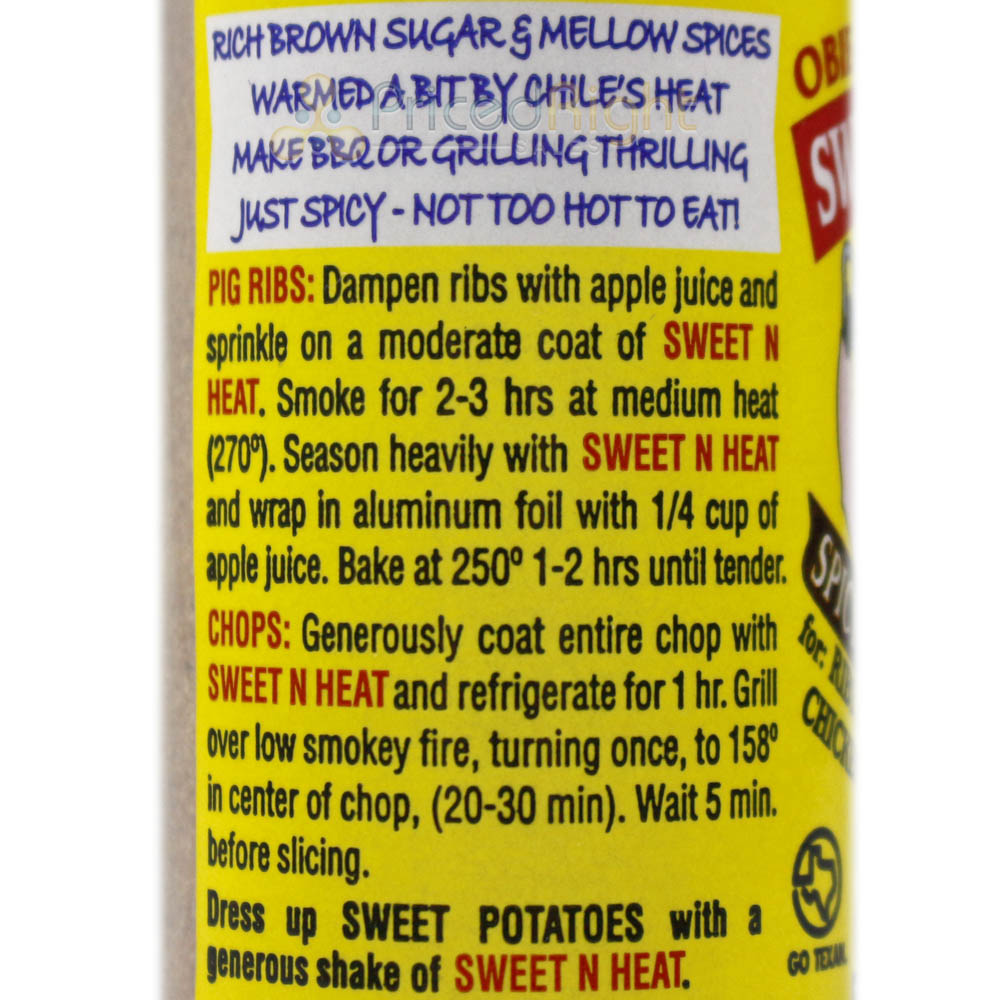 RICH BROWN SUGAR & MELLOW SPICES
WARMED A BIT BY CHILE'S HEAT
MAKE BBQ OR GRILLING THRILLING
JUST SPICY - NOT TOO HOT TO EAT!
PIG RIBS: Dampen ribs with apple juice and
sprinkle on a moderate coat of SWEET N
HEAT. Smoke for 2-3 hrs at medium heat
(270º). Season heavily with SWEET N HEAT
and wrap in aluminum foil with 1/4 cup of
apple juice. Bake at 250º 1-2 hrs until tender.
CHOPS: Generously coat entire chop with
SWEET N HEAT and refrigerate for 1 hr. Grill
over low smokey fire, turning once, to 158º
in center of chop, (20-30 min). Wait 5 min.
before slicing.
Dress up SWEET POTATOES with a
generous shake of SWEET N HEAT.
for:
GO TEXAN
PricedRight